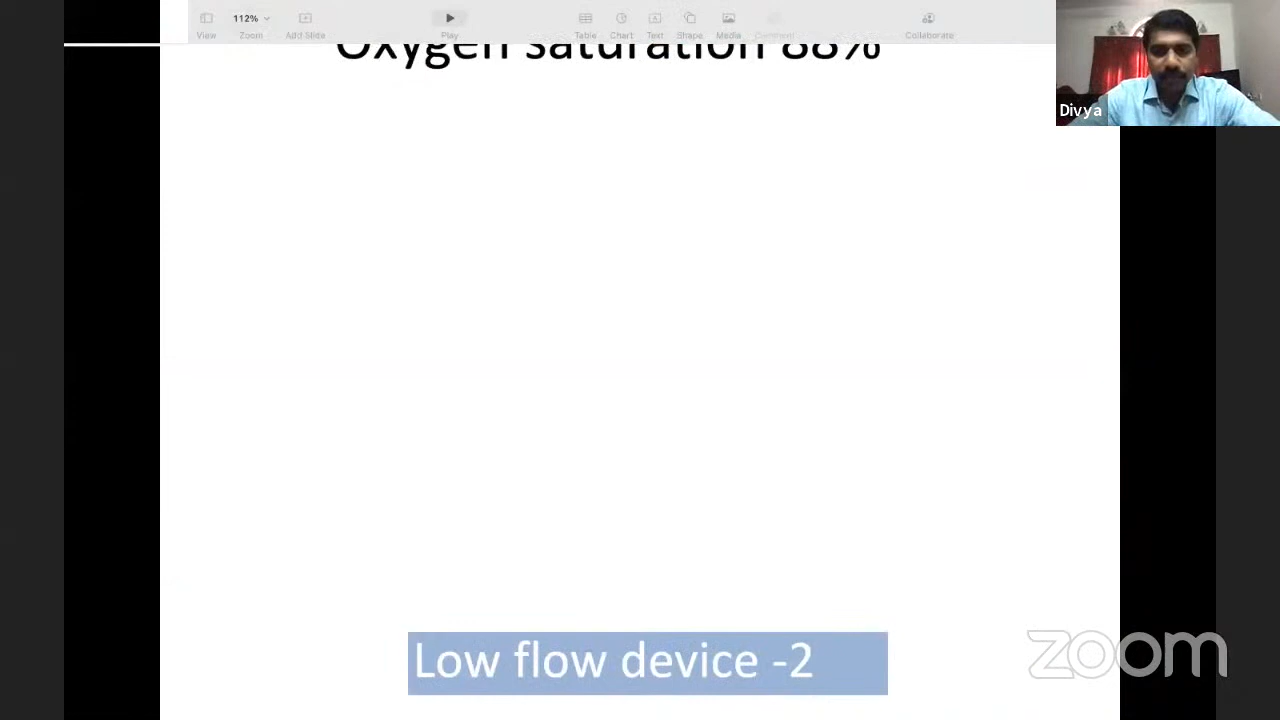 112%
View Zoom Add Slide Play Table Chart Text Shape Media Comment Collaborate
Oxygen saturation 88%
Divya
Low flow device -2
zoom